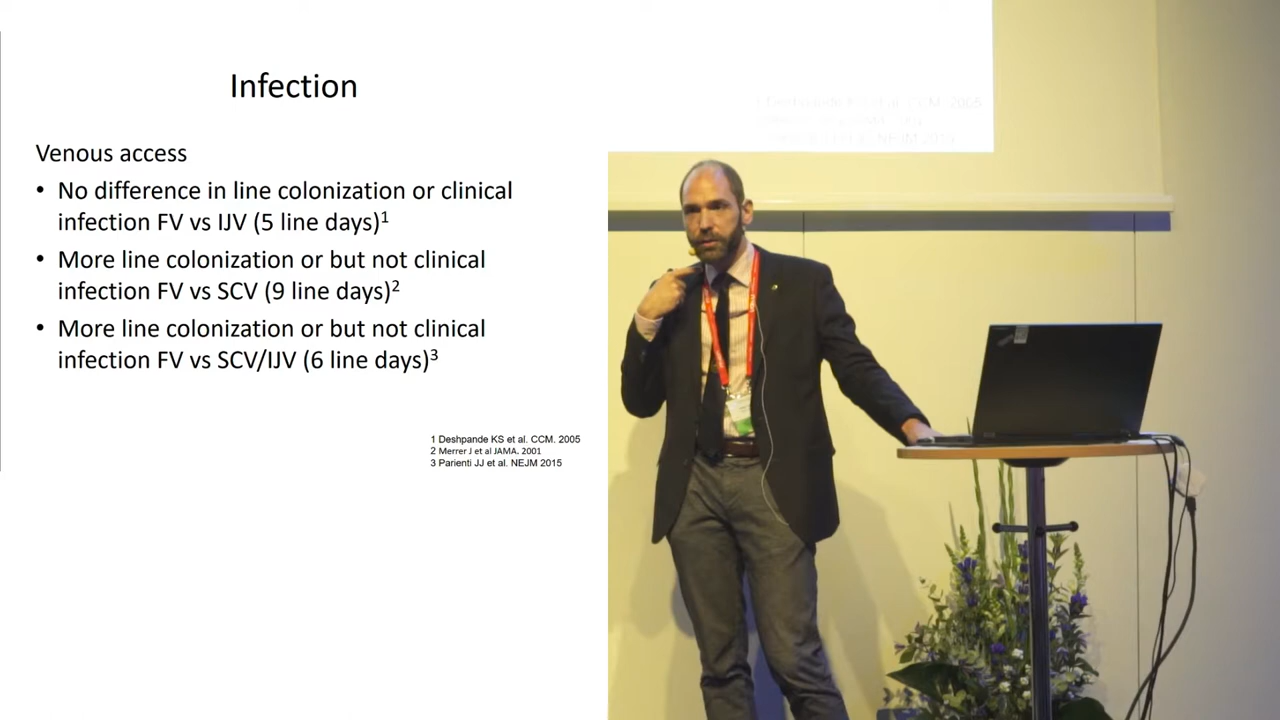 Infection
Venous access
• No difference in line colonization or clinical
infection FV vs IJV (5 line days)1
• More line colonization or but not clinical
infection FV vs SCV (9 line days)2
• More line colonization or but not clinical
infection FV vs SCV/IJV (6 line days)3
1 Deshpande KS et al. CCM. 2005
2 Merrer J et al JAMA. 2001
3 Parienti JJ et al. NEJM 2015